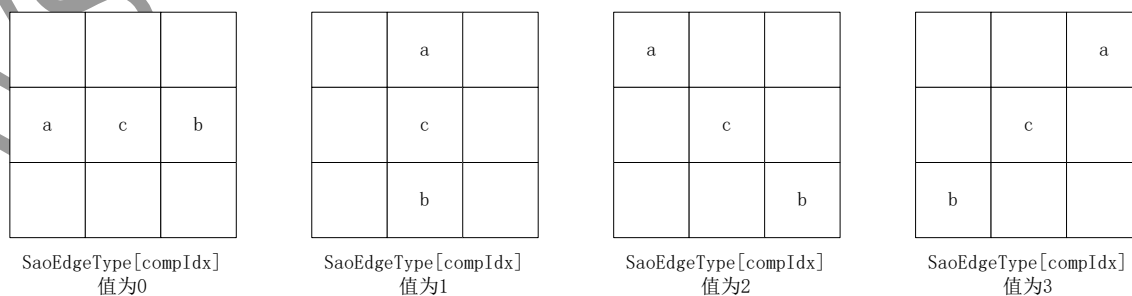 a c b
SaoEdgeType[compIdx]
值为0
a
c
b
SaoEdgeType[compIdx]
值为1
a
c
b
SaoEdgeType[compIdx]
值为2
a
c
b
SaoEdgeType[compIdx]
值为3